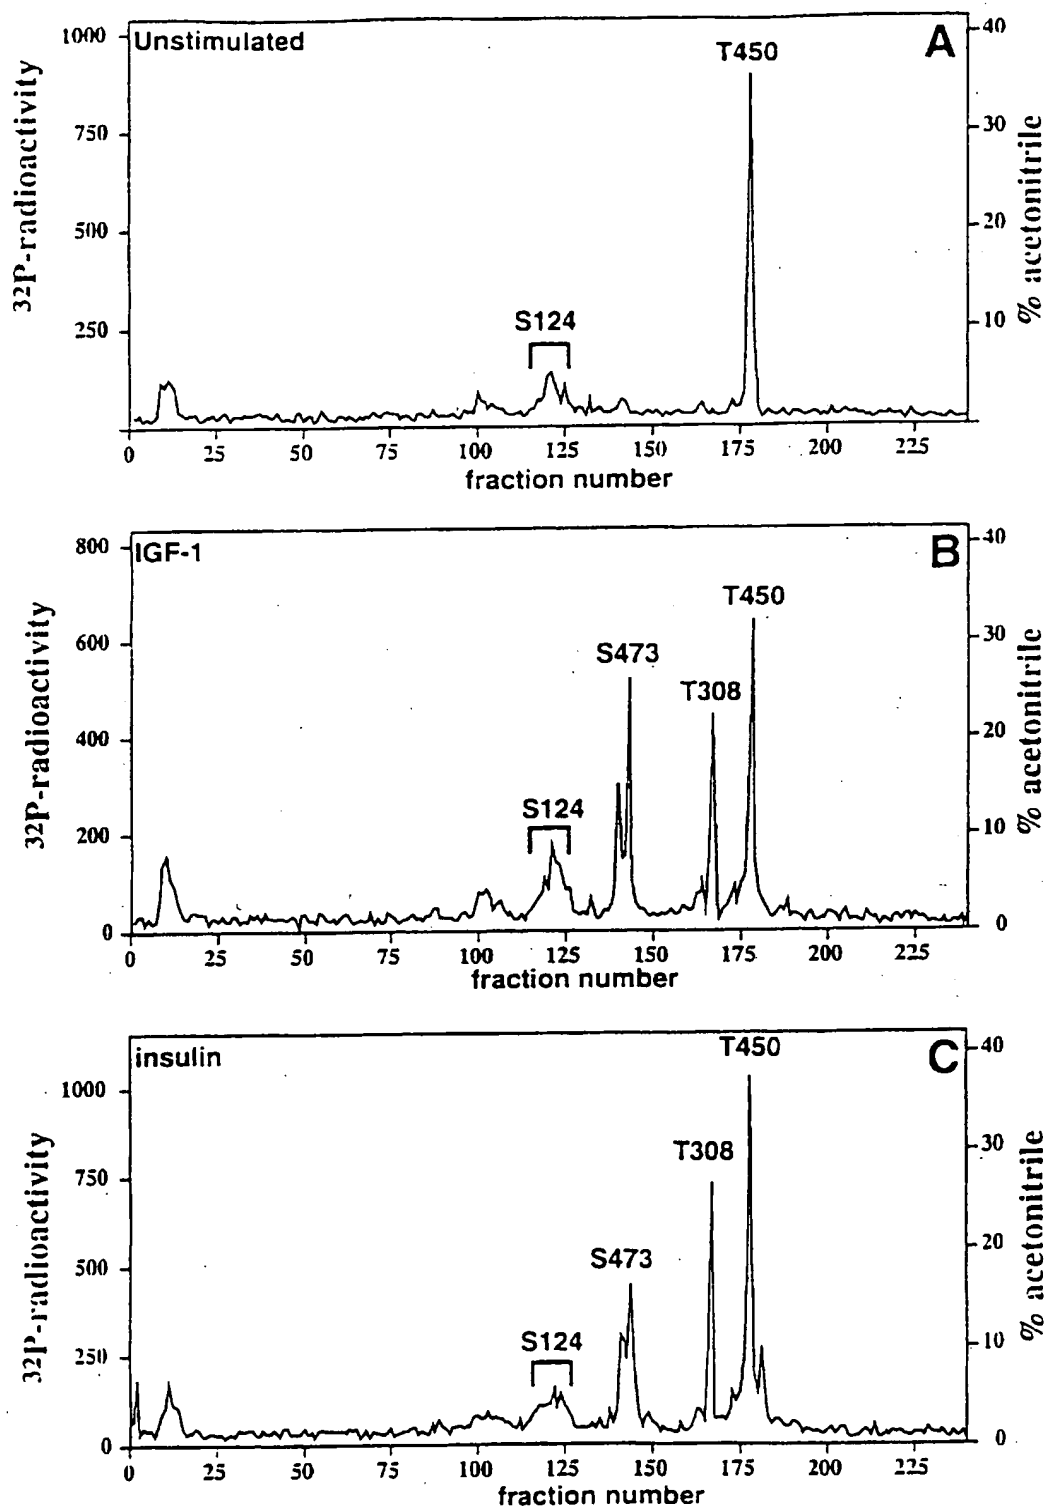 Unstimulated
A
T450
S124
1000
750
500
250
40
30
20
10
32P-radioactivity
% acetonitrile
0 25 50 75 100 125 150 175 200 225
fraction number
IGF-1
B
T450
S473
T308
S124
800
600
400
200
0
40
30
20
10
0
32P-radioactivity
% acetonitrile
0 25 50 75 100 125 150 175 200 225
fraction number
insulin
C
T450
T308
S473
S124
1000
750
500
250
0
40
30
20
10
0
32P-radioactivity
% acetonitrile
0 25 50 75 100 125 150 175 200 225
fraction number